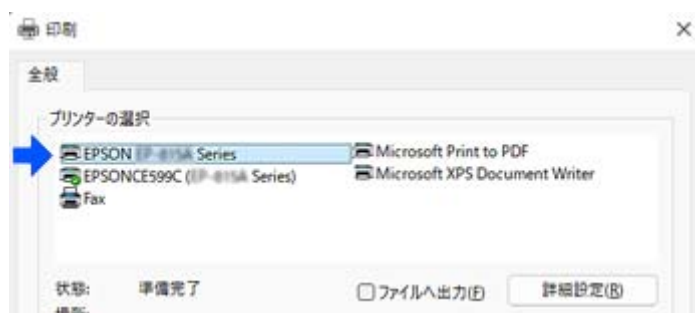 印刷
全般
プリンターの選択
EPSON Series
EPSONCE599C ( Series)
Fax
Microsoft Print to PDF
Microsoft XPS Document Writer
状態: 準備完了
ファイルへ出力(F)
詳細設定(R)